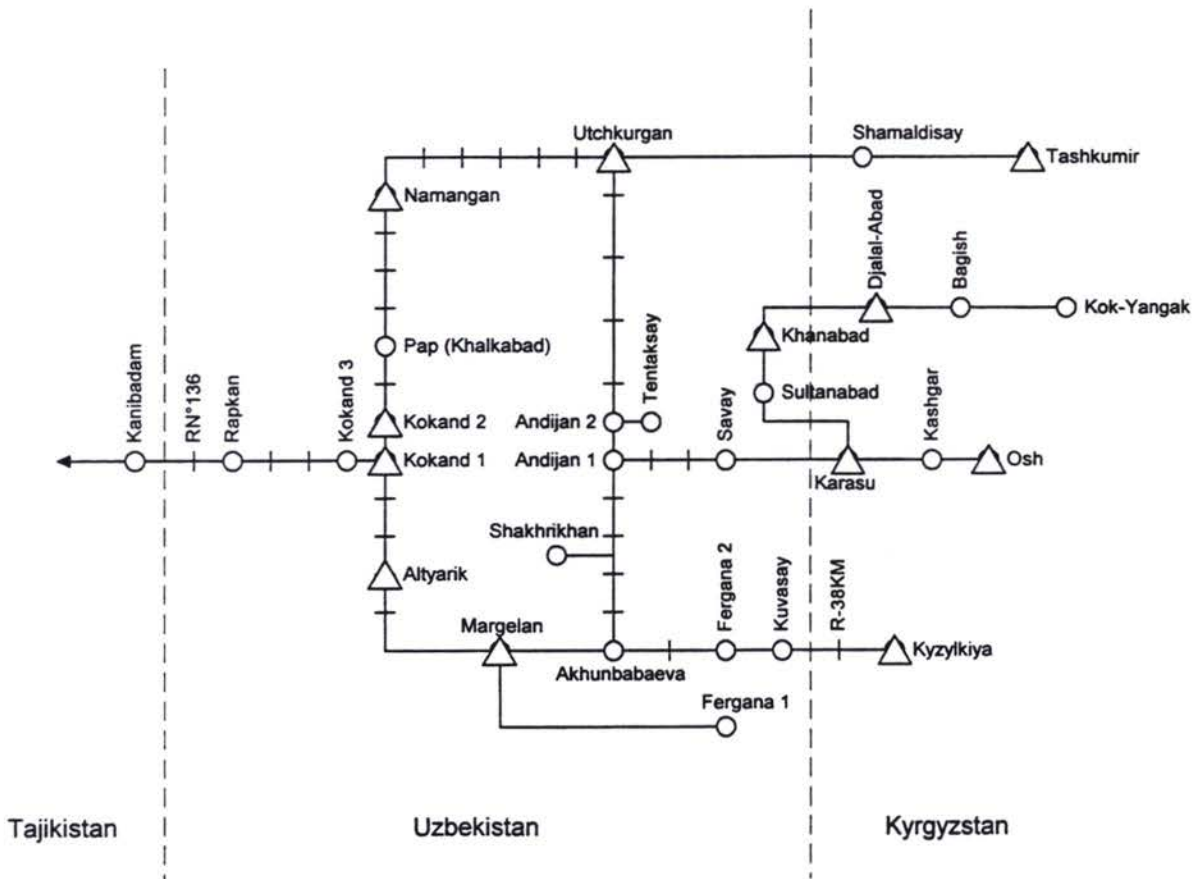 Utchkurgan
Shamaldisay
Tashkumir
Namangan
Djalal-Abad
Bagish
Kok-Yangak
Khanabad
Pap (Khalkabad)
Tentaksay
Sultanabad
Kanibadam
RN°136
Rapkan
Kokand 3
Kokand 2
Andijan 2
Savay
Kashgar
Kokand 1
Andijan 1
Karasu
Osh
Shakhrikhan
Altyarik
Fergana 2
Kuvasay
R-38KM
Margelan
Akhunbabaeva
Kyzylkiya
Fergana 1
Tajikistan
Uzbekistan
Kyrgyzstan